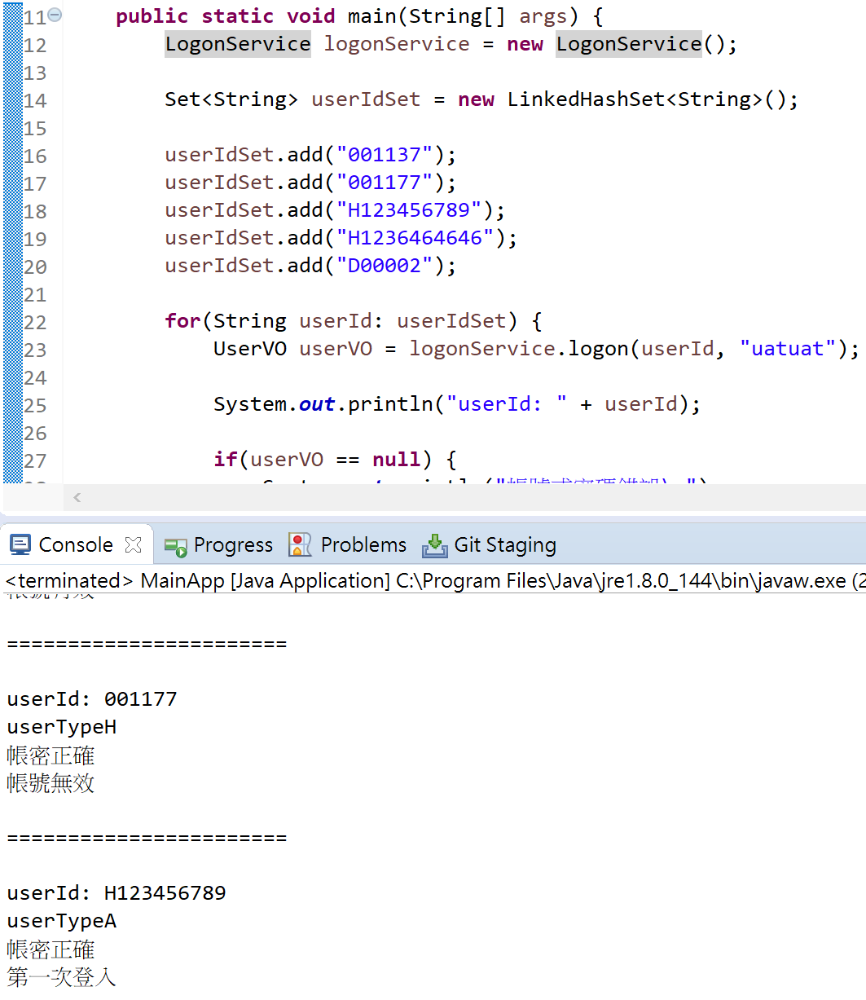 11 public static void main(String[] args) {
12 LogonService logonService = new LogonService();
13
14 Set<String> userIdSet = new LinkedHashSet<String>();
15
16 userIdSet.add("001137");
17 userIdSet.add("001177");
18 userIdSet.add("H123456789");
19 userIdSet.add("H1236464646");
20 userIdSet.add("D00002");
21
22 for(String userId: userIdSet) {
23 UserVO userVO = logonService.logon(userId, "uatuat");
24
25 System.out.println("userId: " + userId);
26
27 if(userVO == null) {
Console Progress Problems Git Staging
<terminated> MainApp [Java Application] C:\Program Files\Java\jre1.8.0_144\bin\javaw.exe (2
=======================
userId: 001177
userTypeH
帳密正確
帳號無效
=======================
userId: H123456789
userTypeA
帳密正確
第一次登入